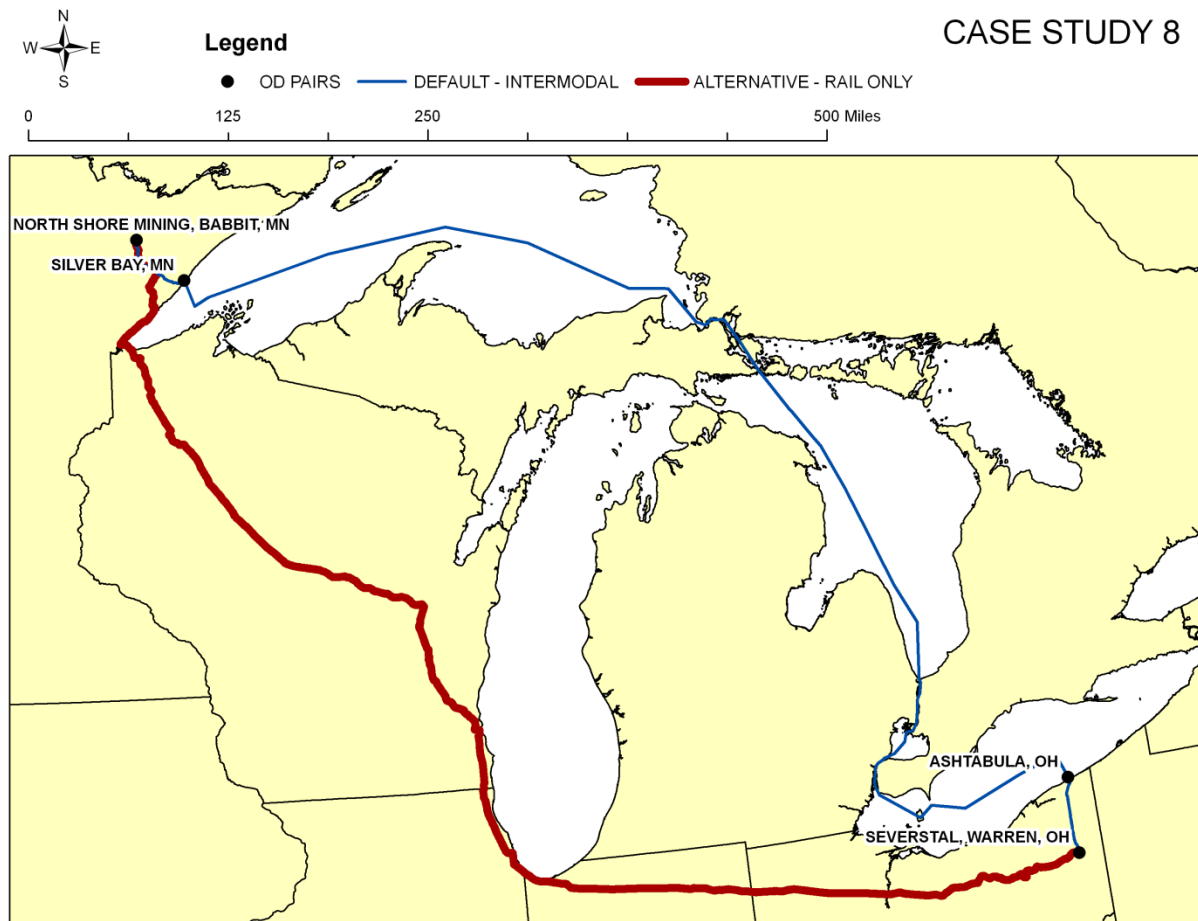 N
W E
S
CASE STUDY 8
Legend
OD PAIRS DEFAULT - INTERMODAL ALTERNATIVE - RAIL ONLY
0 125 250 500 Miles
NORTH SHORE MINING, BABBIT, MN
SILVER BAY, MN
ASHTABULA, OH
SEVERSTAL, WARREN, OH